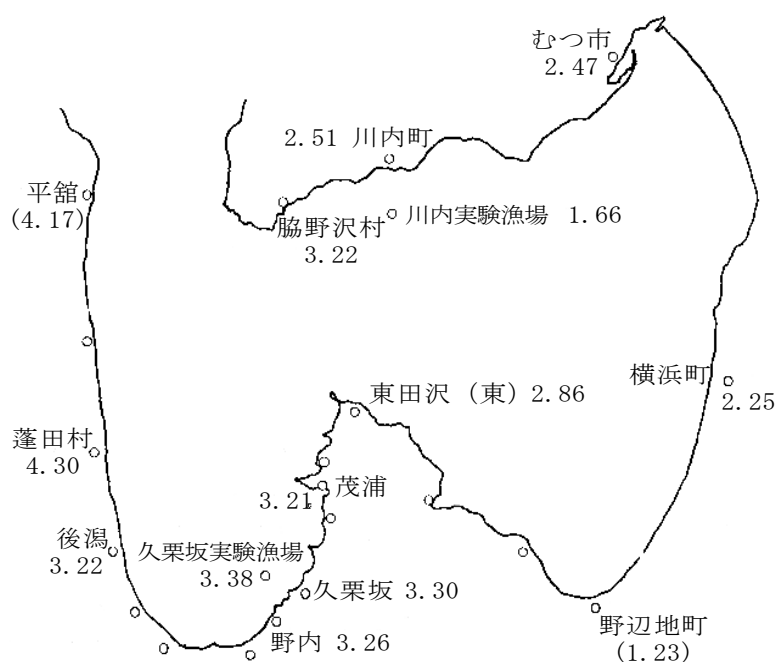 むつ市
2.47
2.51 川内町
平舘
(4.17)
川内実験漁場 1.66
脇野沢村
3.22
横浜町
2.25
東田沢（東）2.86
蓬田村
4.30
茂浦
3.21
後潟
3.22
久栗坂実験漁場
3.38
久栗坂 3.30
野内 3.26
野辺地町
(1.23)